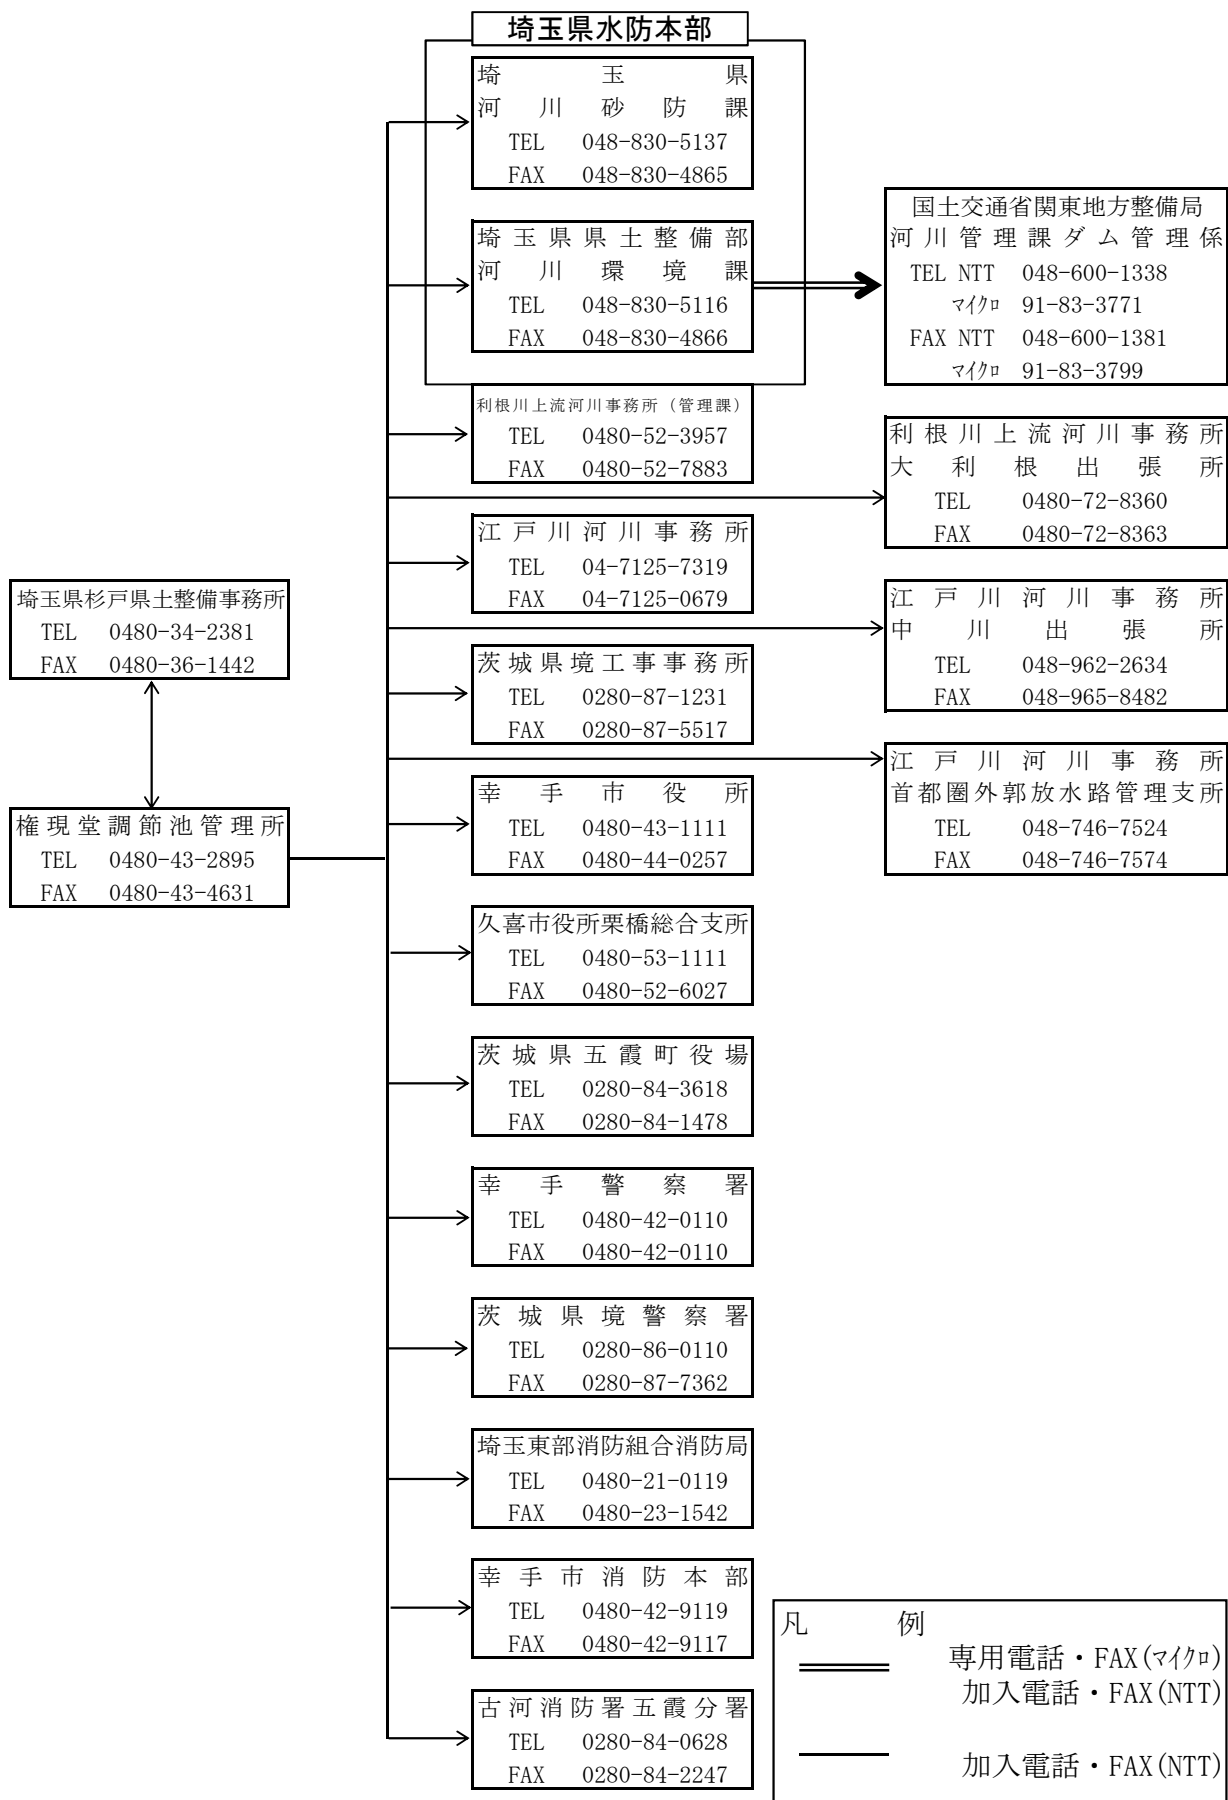 埼玉県水防本部
埼玉県
河川砂防課
TEL 048-830-5137
FAX 048-830-4865
埼玉県県土整備部
河川環境課
TEL 048-830-5116
FAX 048-830-4866
国土交通省関東地方整備局
河川管理課ダム管理係
TEL NTT 048-600-1338
ﾏｲｸﾛ 91-83-3771
FAX NTT 048-600-1381
ﾏｲｸﾛ 91-83-3799
利根川上流河川事務所（管理課）
TEL 0480-52-3957
FAX 0480-52-7883
利根川上流河川事務所
大利根出張所
TEL 0480-72-8360
FAX 0480-72-8363
江戸川河川事務所
TEL 04-7125-7319
FAX 04-7125-0679
埼玉県杉戸県土整備事務所
TEL 0480-34-2381
FAX 0480-36-1442
江戸川河川事務所
中川出張所
TEL 048-962-2634
FAX 048-965-8482
茨城県境工事事務所
TEL 0280-87-1231
FAX 0280-87-5517
江戸川河川事務所
首都圏外郭放水路管理支所
TEL 048-746-7524
FAX 048-746-7574
権現堂調節池管理所
TEL 0480-43-2895
FAX 0480-43-4631
幸手市役所
TEL 0480-43-1111
FAX 0480-44-0257
久喜市役所栗橋総合支所
TEL 0480-53-1111
FAX 0480-52-6027
茨城県五霞町役場
TEL 0280-84-3618
FAX 0280-84-1478
幸手警察署
TEL 0480-42-0110
FAX 0480-42-0110
茨城県境警察署
TEL 0280-86-0110
FAX 0280-87-7362
埼玉東部消防組合消防局
TEL 0480-21-0119
FAX 0480-23-1542
幸手市消防本部
TEL 0480-42-9119
FAX 0480-42-9117
古河消防署五霞分署
TEL 0280-84-0628
FAX 0280-84-2247
凡例
専用電話・FAX(ﾏｲｸﾛ)
加入電話・FAX(NTT)
加入電話・FAX(NTT)